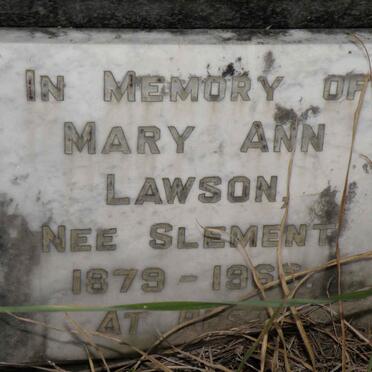 IN MEMORY OF
MARY ANN
LAWSON,
NEE SLEMENT
1879 -
AT